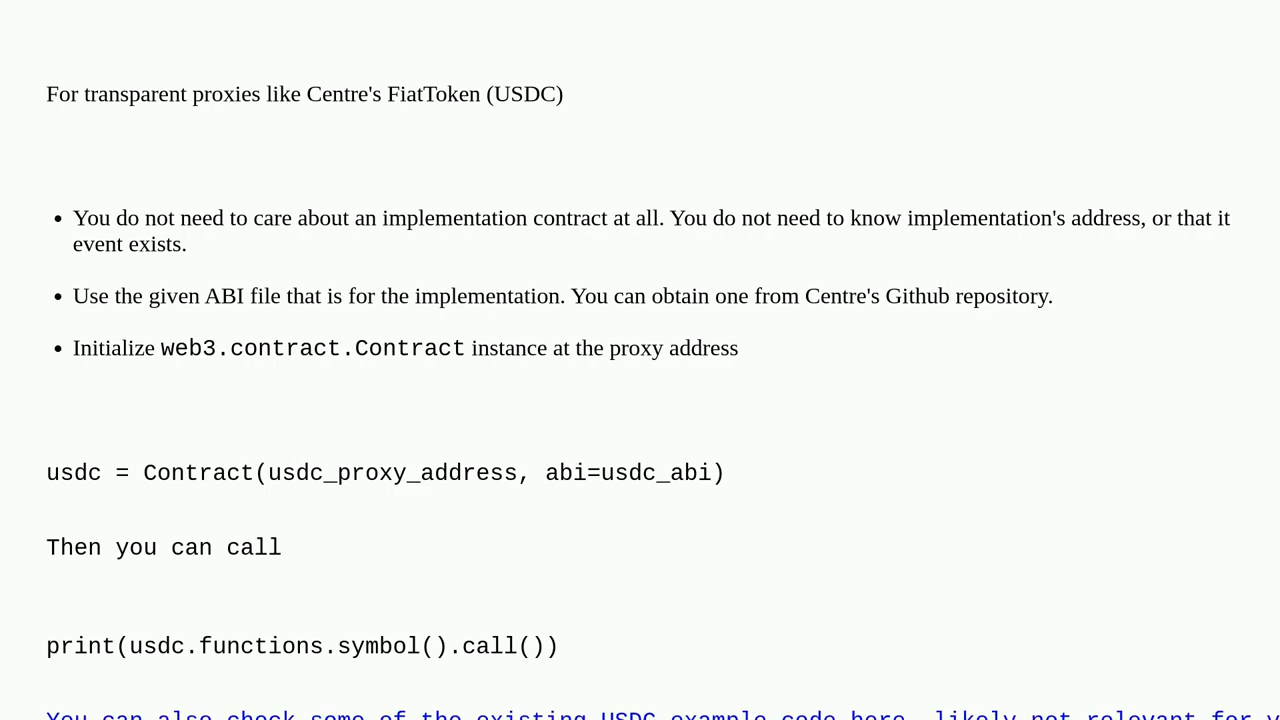 For transparent proxies like Centre's FiatToken (USDC)
You do not need to care about an implementation contract at all. You do not need to know implementation's address, or that it
event exists.
Use the given ABI file that is for the implementation. You can obtain one from Centre's Github repository.
Initialize web3.contract.Contract instance at the proxy address
usdc = Contract(usdc_proxy_address, abi=usdc_abi)
Then you can call
print(usdc.functions.symbol().call())
You can also check some of the existing USDC example code here, likely not relevant for